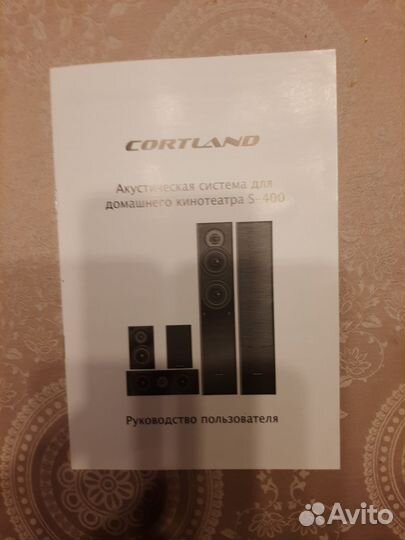 CORTLAND
Акустическая система для
домашнего кинотеатра S-400
Руководство пользователя
Avito